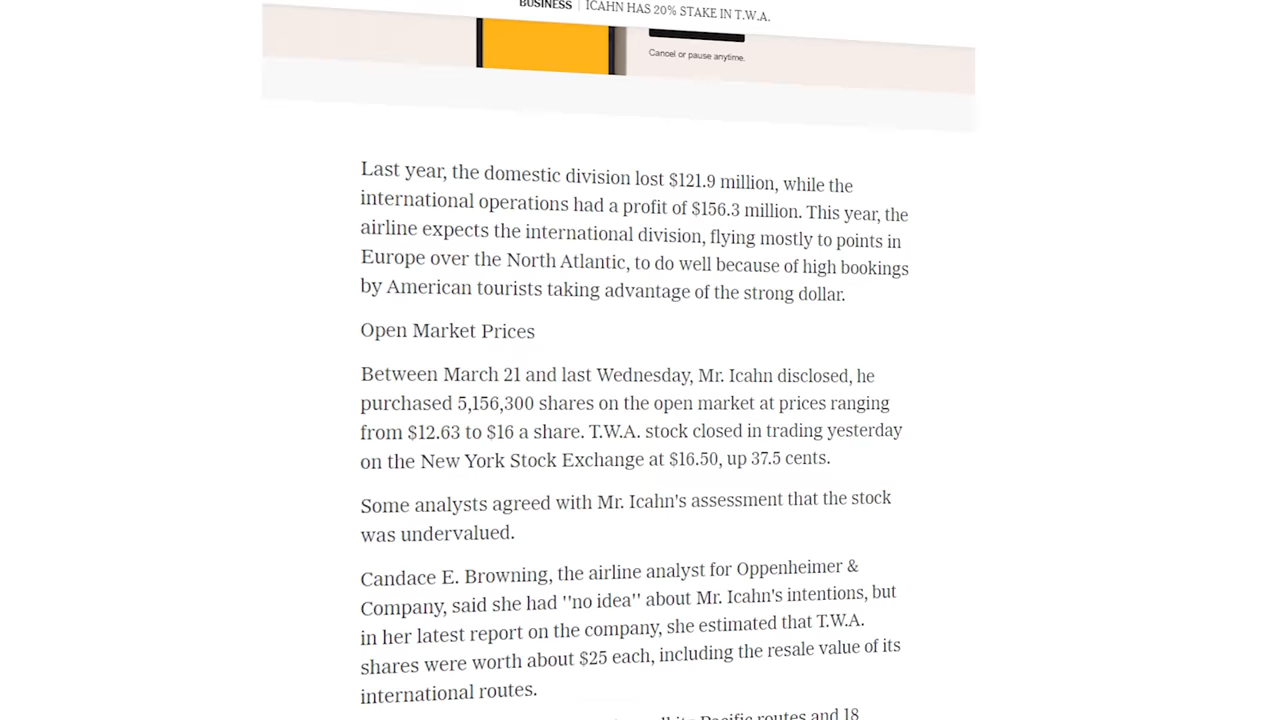 BUSINESS | ICAHN HAS 20% STAKE IN T.W.A.
Cancel or pause anytime.
Last year, the domestic division lost $121.9 million, while the
international operations had a profit of $156.3 million. This year, the
airline expects the international division, flying mostly to points in
Europe over the North Atlantic, to do well because of high bookings
by American tourists taking advantage of the strong dollar.
Open Market Prices
Between March 21 and last Wednesday, Mr. Icahn disclosed, he
purchased 5,156,300 shares on the open market at prices ranging
from $12.63 to $16 a share. T.W.A. stock closed in trading yesterday
on the New York Stock Exchange at $16.50, up 37.5 cents.
Some analysts agreed with Mr. Icahn's assessment that the stock
was undervalued.
Candace E. Browning, the airline analyst for Oppenheimer &
Company, said she had ''no idea'' about Mr. Icahn's intentions, but
in her latest report on the company, she estimated that T.W.A.
shares were worth about $25 each, including the resale value of its
international routes.
Pacific routes and 18